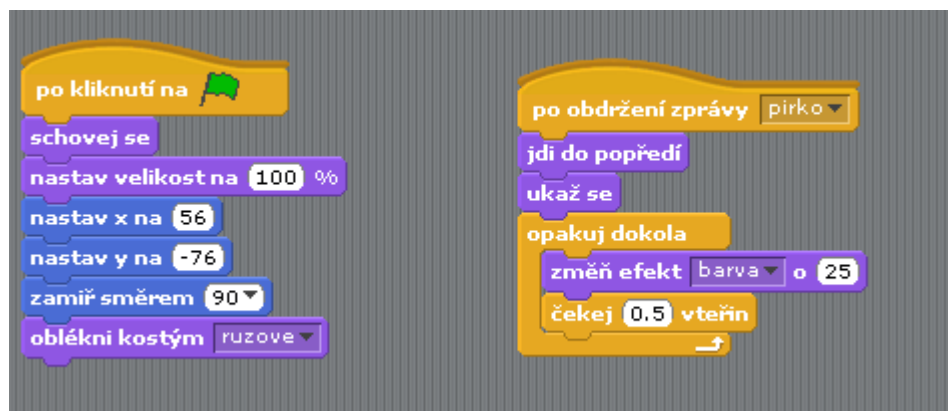 po kliknutí na
schovej se
nastav velikost na 100 %
nastav x na 56
nastav y na -76
zamiř směrem 90
oblékni kostým ruzove
po obdržení zprávy pirko
jdi do popředí
ukaž se
opakuj dokola
změň efekt barva o 25
čekej 0.5 vteřin